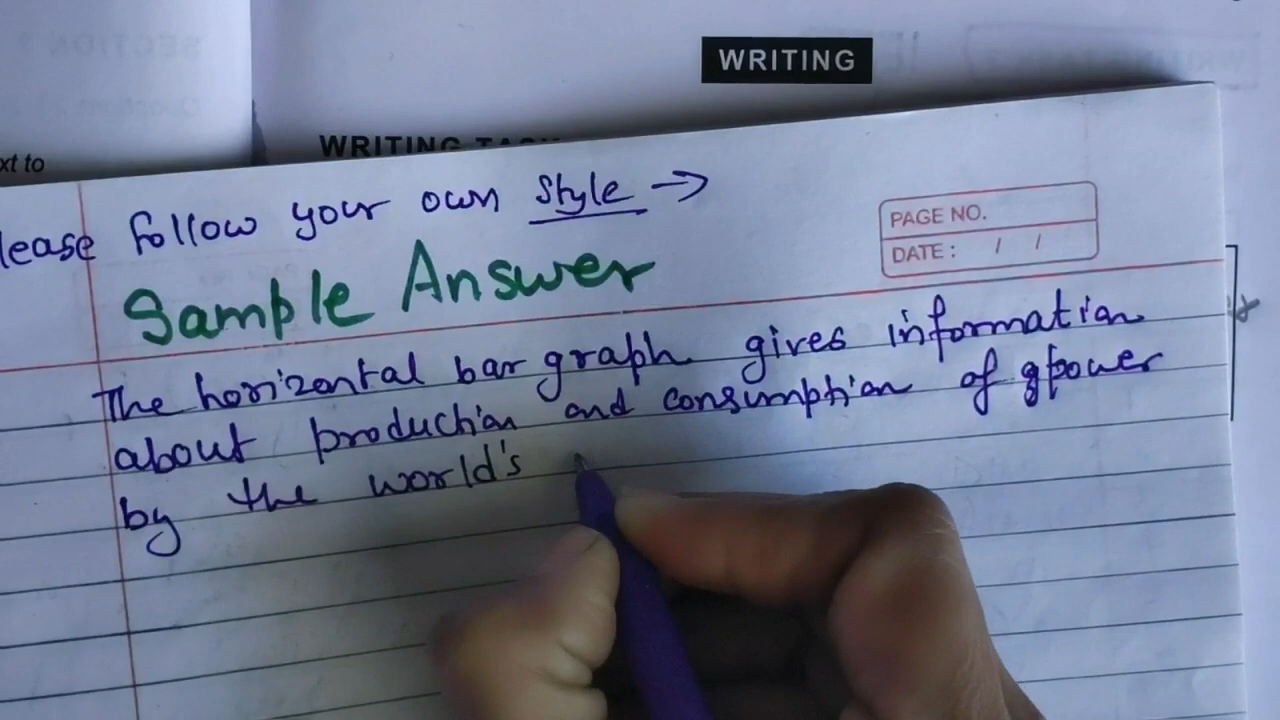 WRITING
WRITING TASK
xt to
lease follow your own style →
PAGE NO.
DATE : / /
Sample Answer
The horizontal bar graph gives information
about production and consumption of power
by the world's